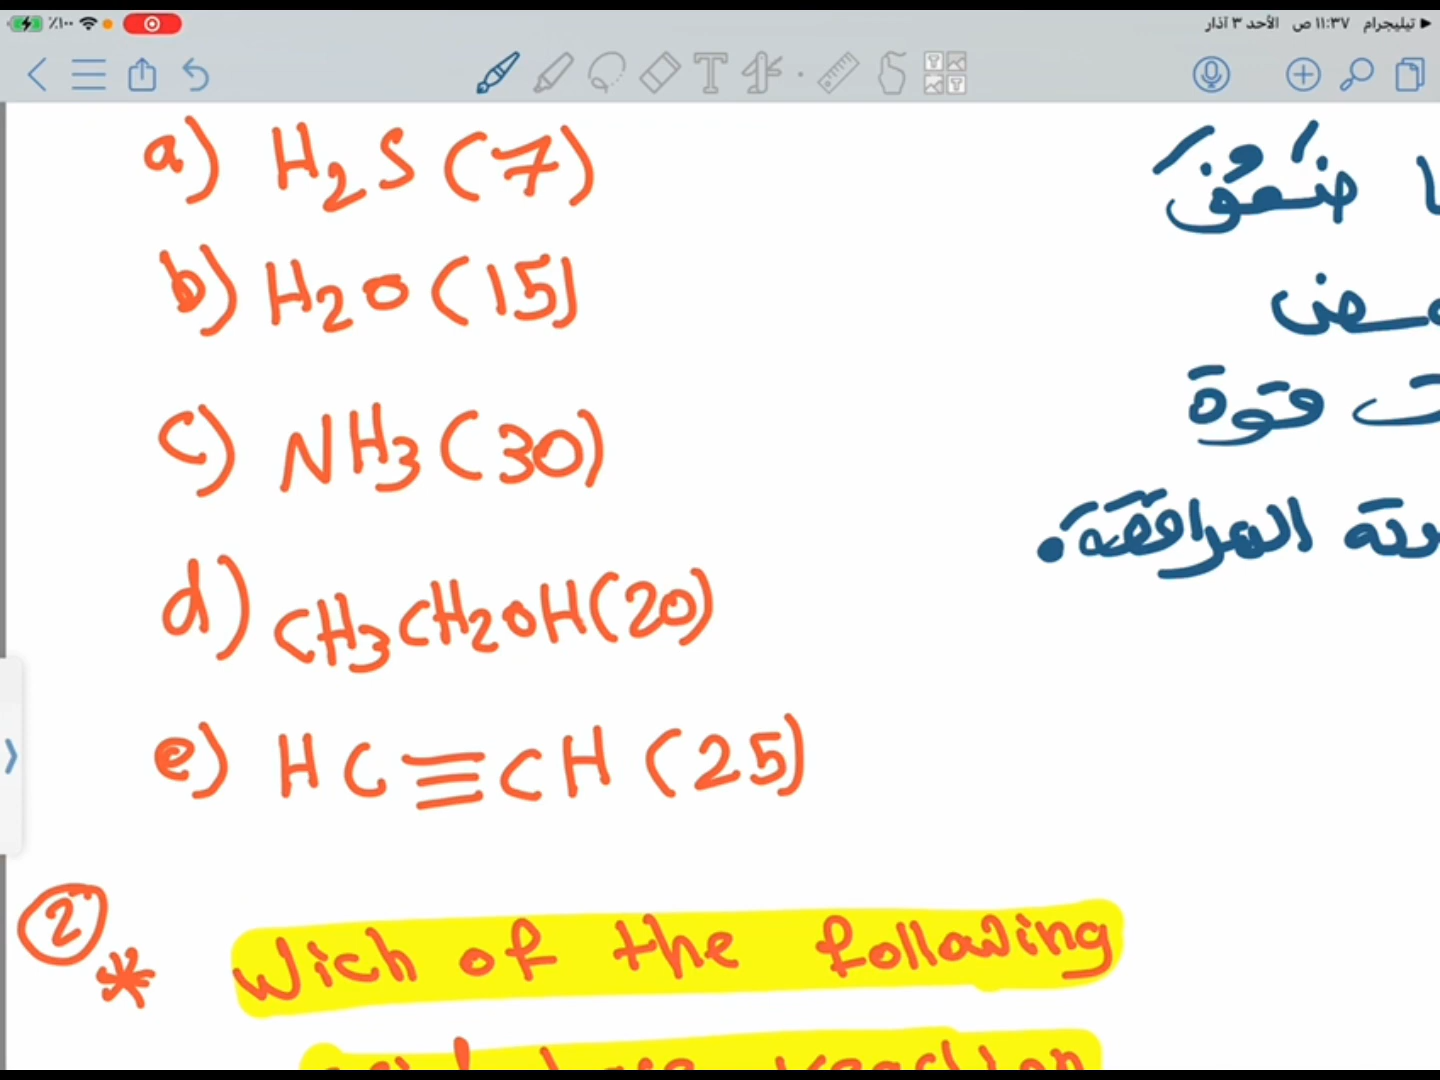 ٪١٠٠
◀ تيليجرام ١١:٣٧ ص الأحد ٣ آذار
a) H2S (7)
b) H2O (15)
c) NH3 (30)
d) CH3CH2OH (20)
e) HC≡CH (25)
ضعف
قوة
المرافقة.
2
* Wich of the following
reaction